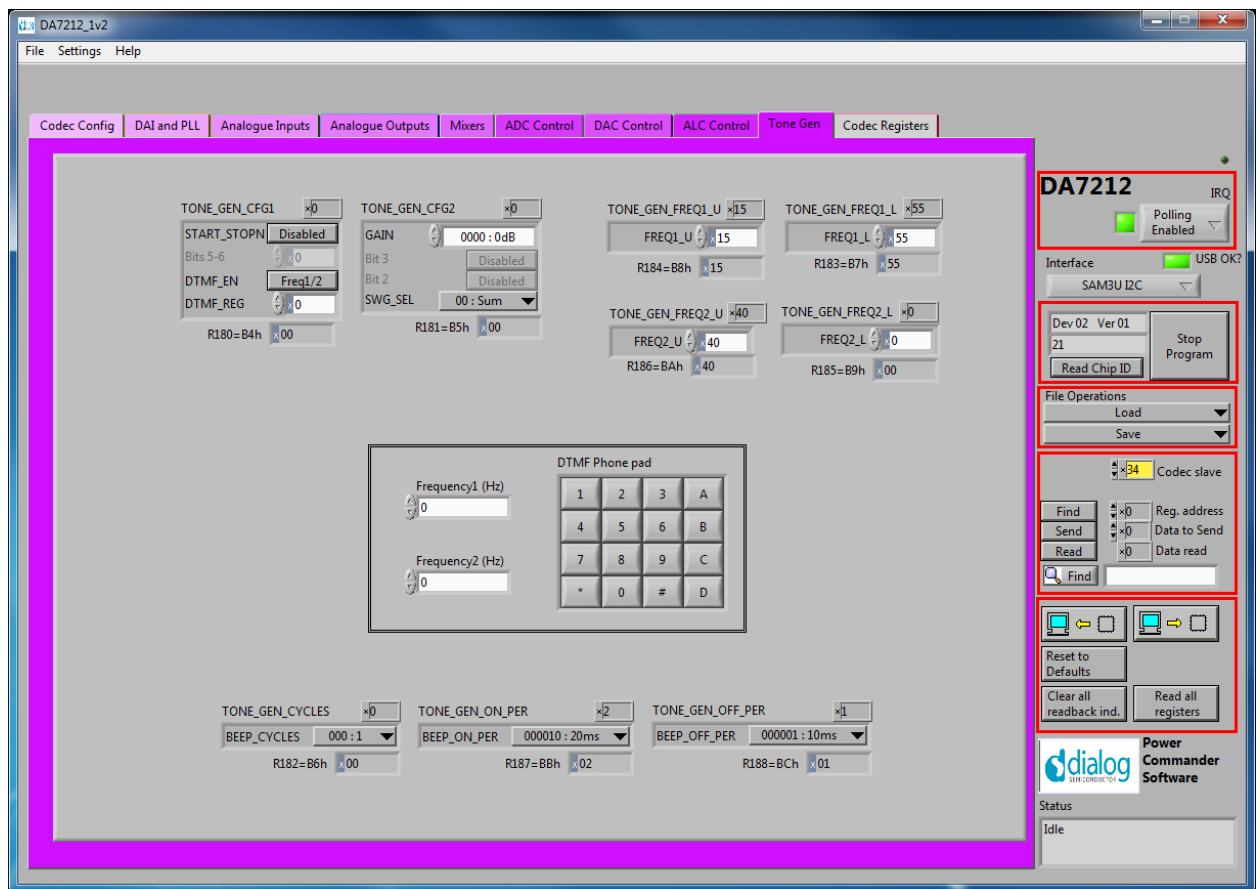 DA7212_1v2
File Settings Help
Codec Config DAI and PLL Analogue Inputs Analogue Outputs Mixers ADC Control DAC Control ALC Control Tone Gen Codec Registers
TONE_GEN_CFG1 x0
START_STOPN Disabled
Bits 5-6 x0
DTMF_EN Freq1/2
DTMF_REG x0
R180=B4h x00
TONE_GEN_CFG2 x0
GAIN 0000 : 0dB
Bit 3 Disabled
Bit 2 Disabled
SWG_SEL 00 : Sum
R181=B5h x00
TONE_GEN_FREQ1_U x15
FREQ1_U x15
R184=B8h x15
TONE_GEN_FREQ1_L x55
FREQ1_L x55
R183=B7h x55
TONE_GEN_FREQ2_U x40
FREQ2_U x40
R186=BAh x40
TONE_GEN_FREQ2_L x0
FREQ2_L x0
R185=B9h x00
Frequency1 (Hz)
0
Frequency2 (Hz)
0
DTMF Phone pad
1 2 3 A
4 5 6 B
7 8 9 C
* 0 # D
TONE_GEN_CYCLES x0
BEEP_CYCLES 000 : 1
R182=B6h x00
TONE_GEN_ON_PER x2
BEEP_ON_PER 000010 : 20ms
R187=BBh x02
TONE_GEN_OFF_PER x1
BEEP_OFF_PER 000001 : 10ms
R188=BCh x01
DA7212 IRQ
Polling
Enabled
Interface USB OK?
SAM3U I2C
Dev 02 Ver 01
21
Read Chip ID
Stop
Program
File Operations
Load
Save
x34 Codec slave
Find x0 Reg. address
Send x0 Data to Send
Read x0 Data read
Find
Reset to
Defaults
Clear all
readback ind.
Read all
registers
dialog
SEMICONDUCTOR
Power
Commander
Software
Status
Idle